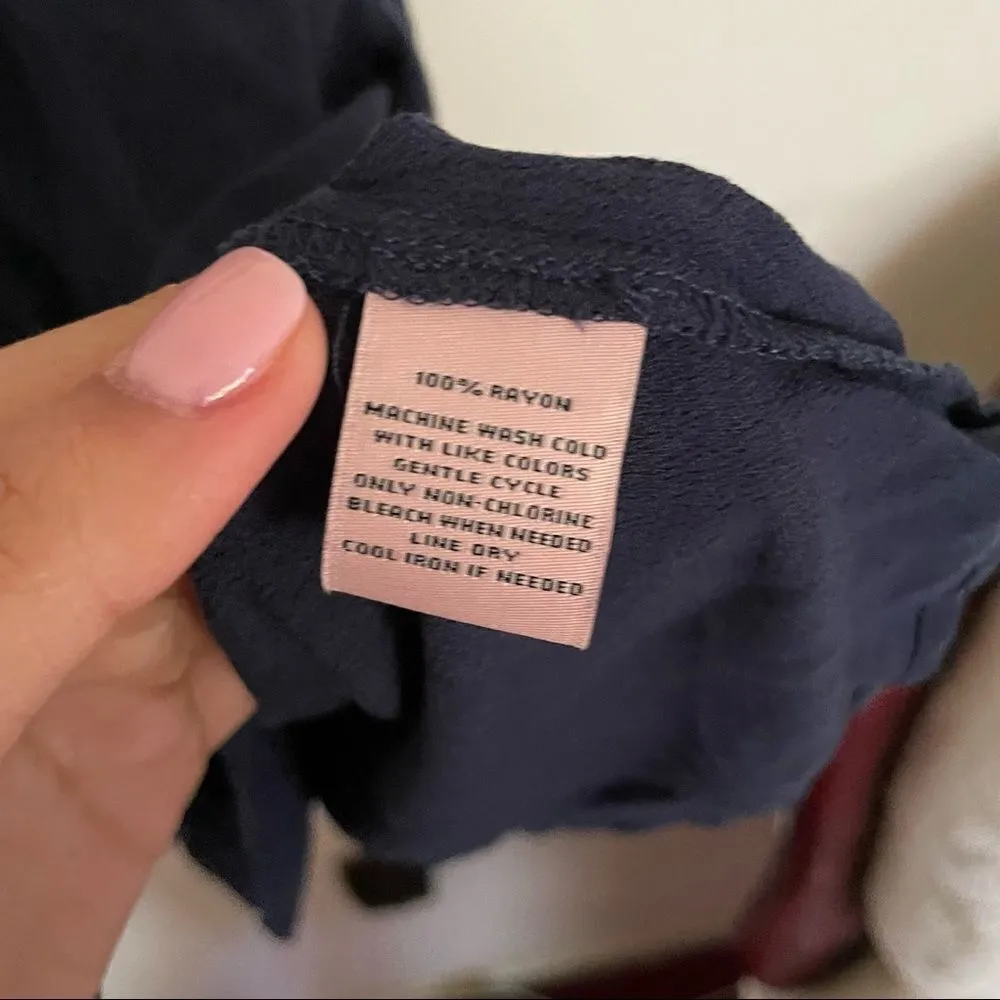 100% RAYON
MACHINE WASH COLD
WITH LIKE COLORS
GENTLE CYCLE
ONLY NON-CHLORINE
BLEACH WHEN NEEDED
LINE DRY
COOL IRON IF NEEDED